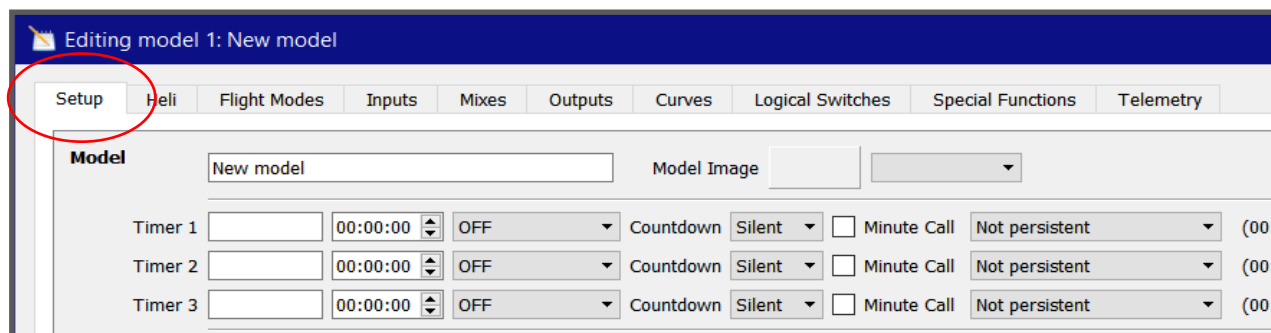 Editing model 1: New model
Setup Heli Flight Modes Inputs Mixes Outputs Curves Logical Switches Special Functions Telemetry
Model New model Model Image
Timer 1 00:00:00 OFF Countdown Silent Minute Call Not persistent (00
Timer 2 00:00:00 OFF Countdown Silent Minute Call Not persistent (00
Timer 3 00:00:00 OFF Countdown Silent Minute Call Not persistent (00